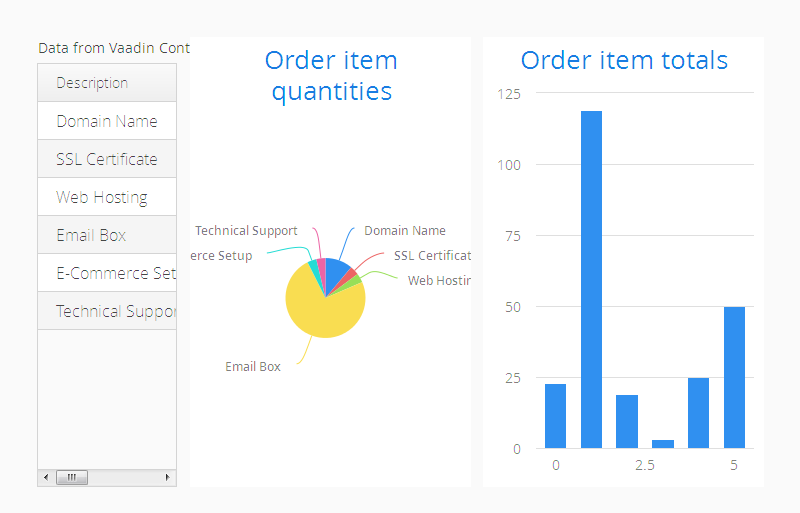 Data from Vaadin Cont
Description
Domain Name
SSL Certificate
Web Hosting
Email Box
E-Commerce Set
Technical Suppor
Order item
quantities
Technical Support
Domain Name
erce Setup
SSL Certificat
Web Hostin
Email Box
Order item totals
125
100
75
50
25
0
0
2.5
5